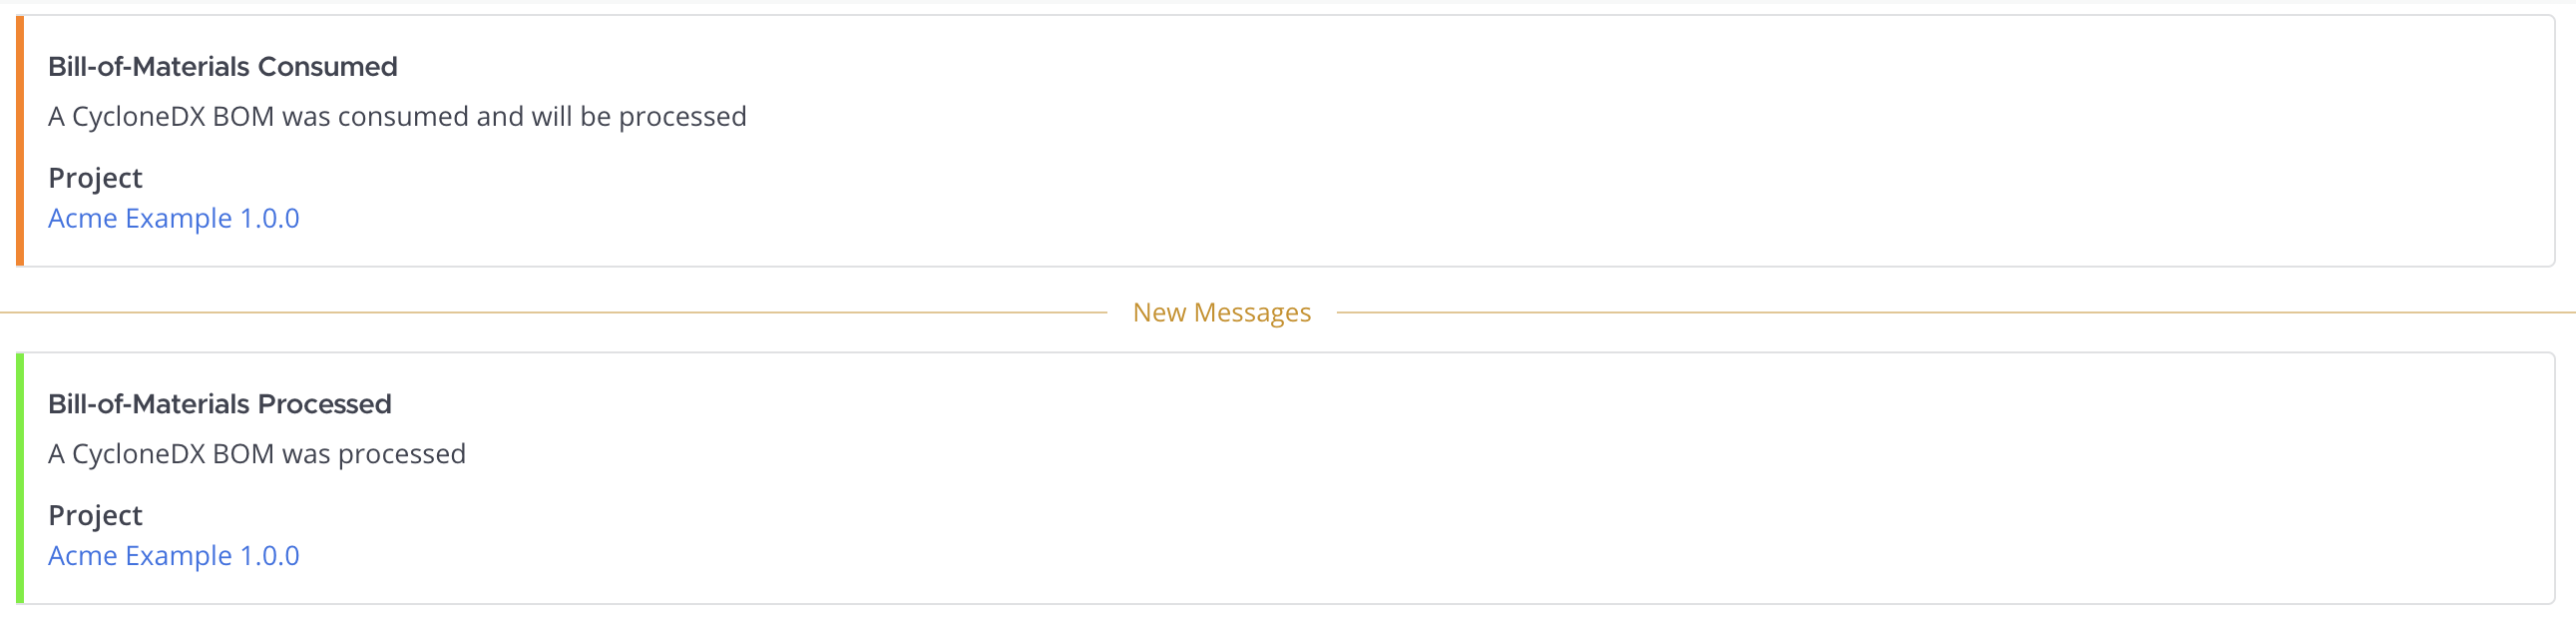 Bill-of-Materials Consumed
A CycloneDX BOM was consumed and will be processed
Project
Acme Example 1.0.0
New Messages
Bill-of-Materials Processed
A CycloneDX BOM was processed
Project
Acme Example 1.0.0